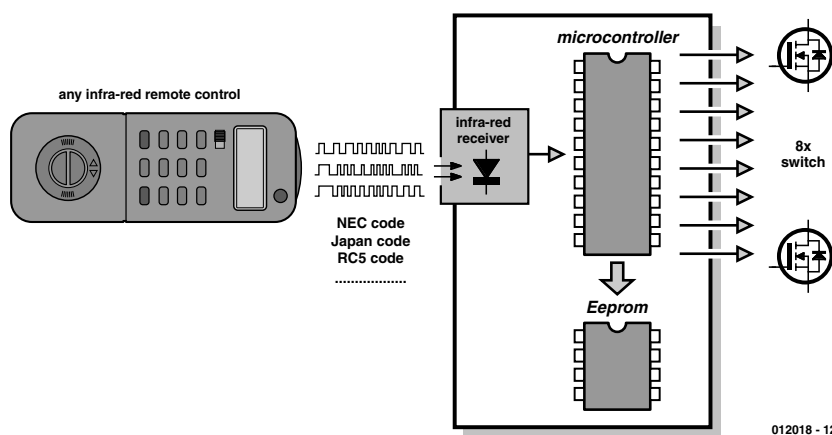 microcontroller
any infra-red remote control
infra-red
receiver
8x
switch
NEC code
Japan code
RC5 code
..................
Eeprom
012018 - 12